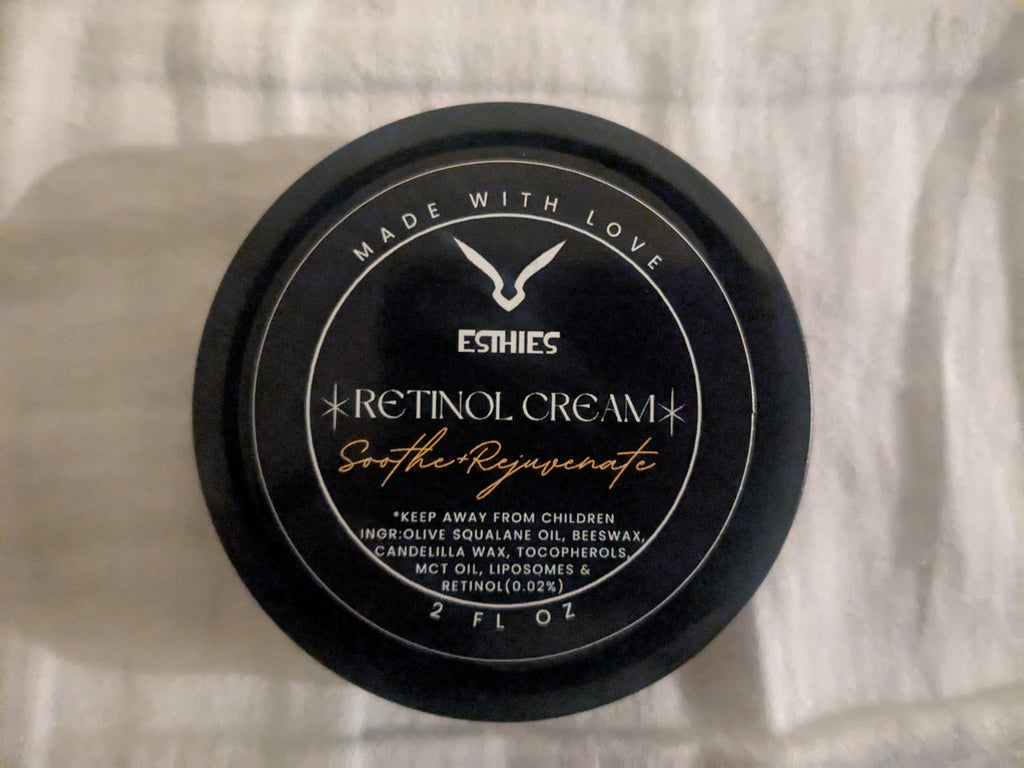 MADE WITH LOVE
ESTHIES
RETINOL CREAM
Soothe+Rejuvenate
*KEEP AWAY FROM CHILDREN
INGR:OLIVE SQUALANE OIL, BEESWAX,
CANDELILLA WAX, TOCOPHEROLS,
MCT OIL, LIPOSOMES &
RETINOL(0.02%)
2 FL OZ